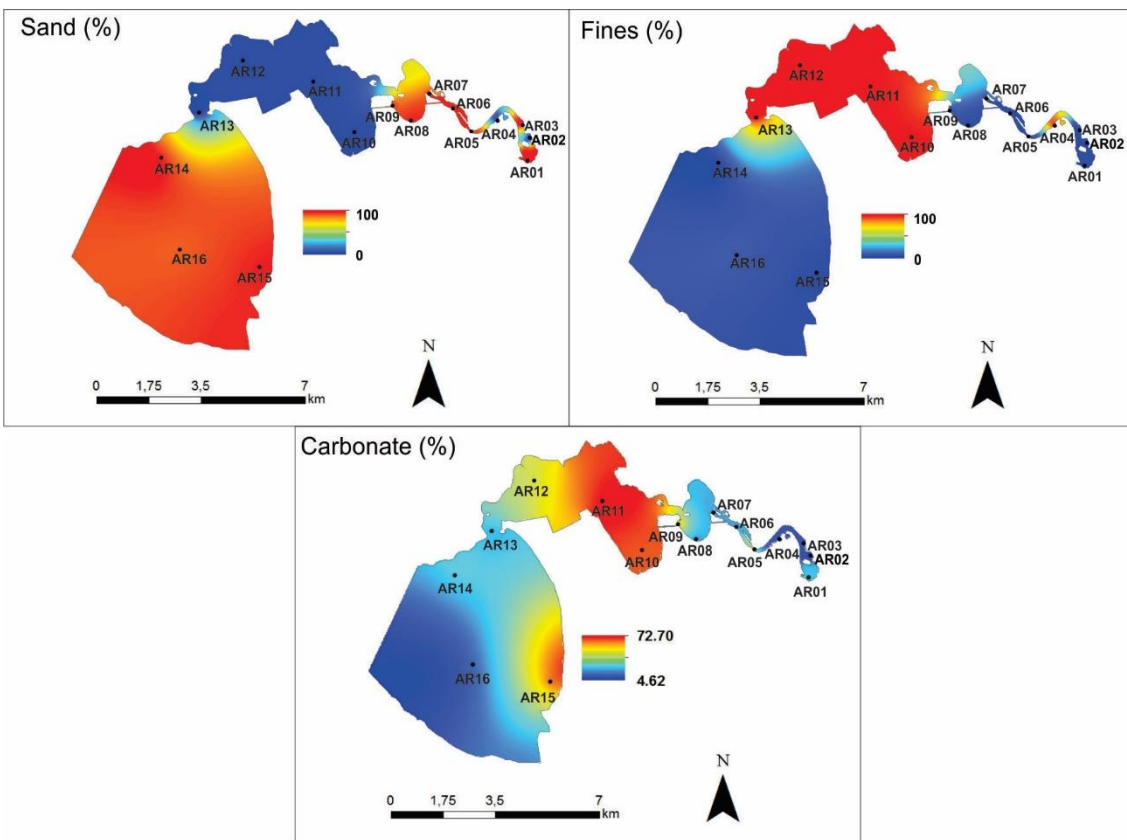 Sand (%)
AR12
AR11
AR07
AR06
AR13
AR09
AR04
AR03
AR10
AR08
AR05
AR02
AR14
AR01
100
0
AR16
AR15
N
0 1,75 3,5 7
km
Fines (%)
AR12
AR11
AR07
AR06
AR13
AR09
AR04
AR03
AR10
AR08
AR05
AR02
AR14
AR01
100
0
AR16
AR15
N
0 1,75 3,5 7
km
Carbonate (%)
AR12
AR11
AR07
AR06
AR13
AR09
AR04
AR03
AR10
AR08
AR05
AR02
AR14
AR01
72.70
4.62
AR16
AR15
N
0 1,75 3,5 7
km